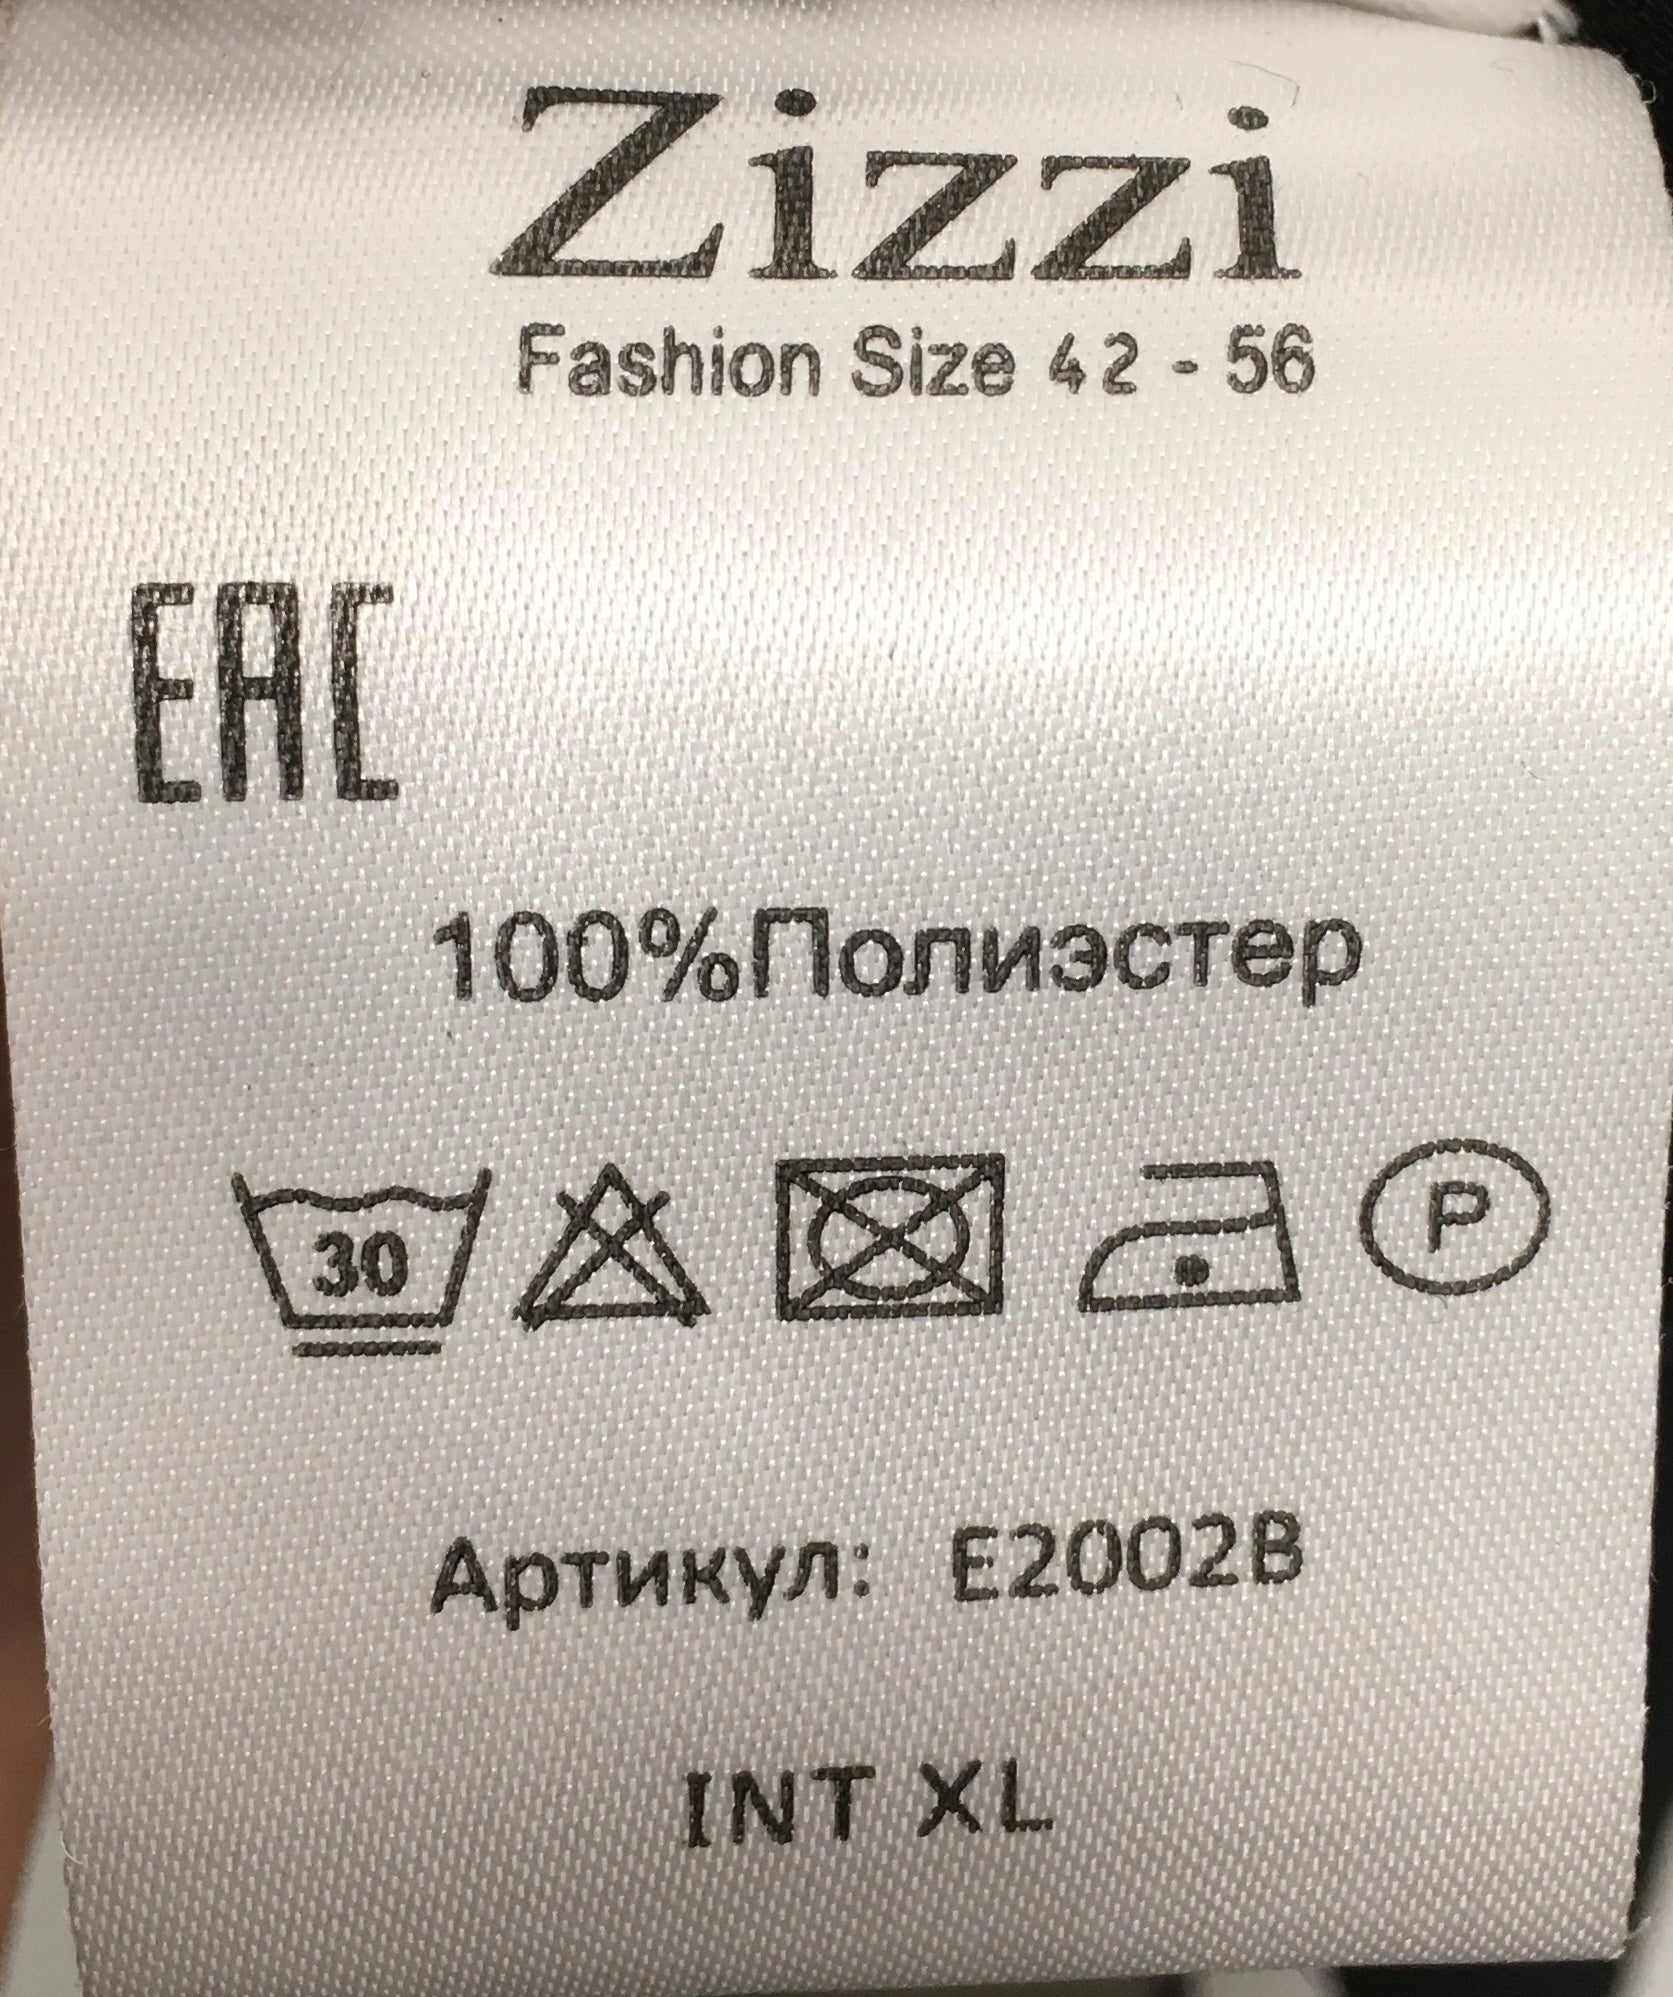 Zizzi
Fashion Size 42 - 56
EAC
100%Полиэстер
30
P
Артикул: E2002B
INT XL